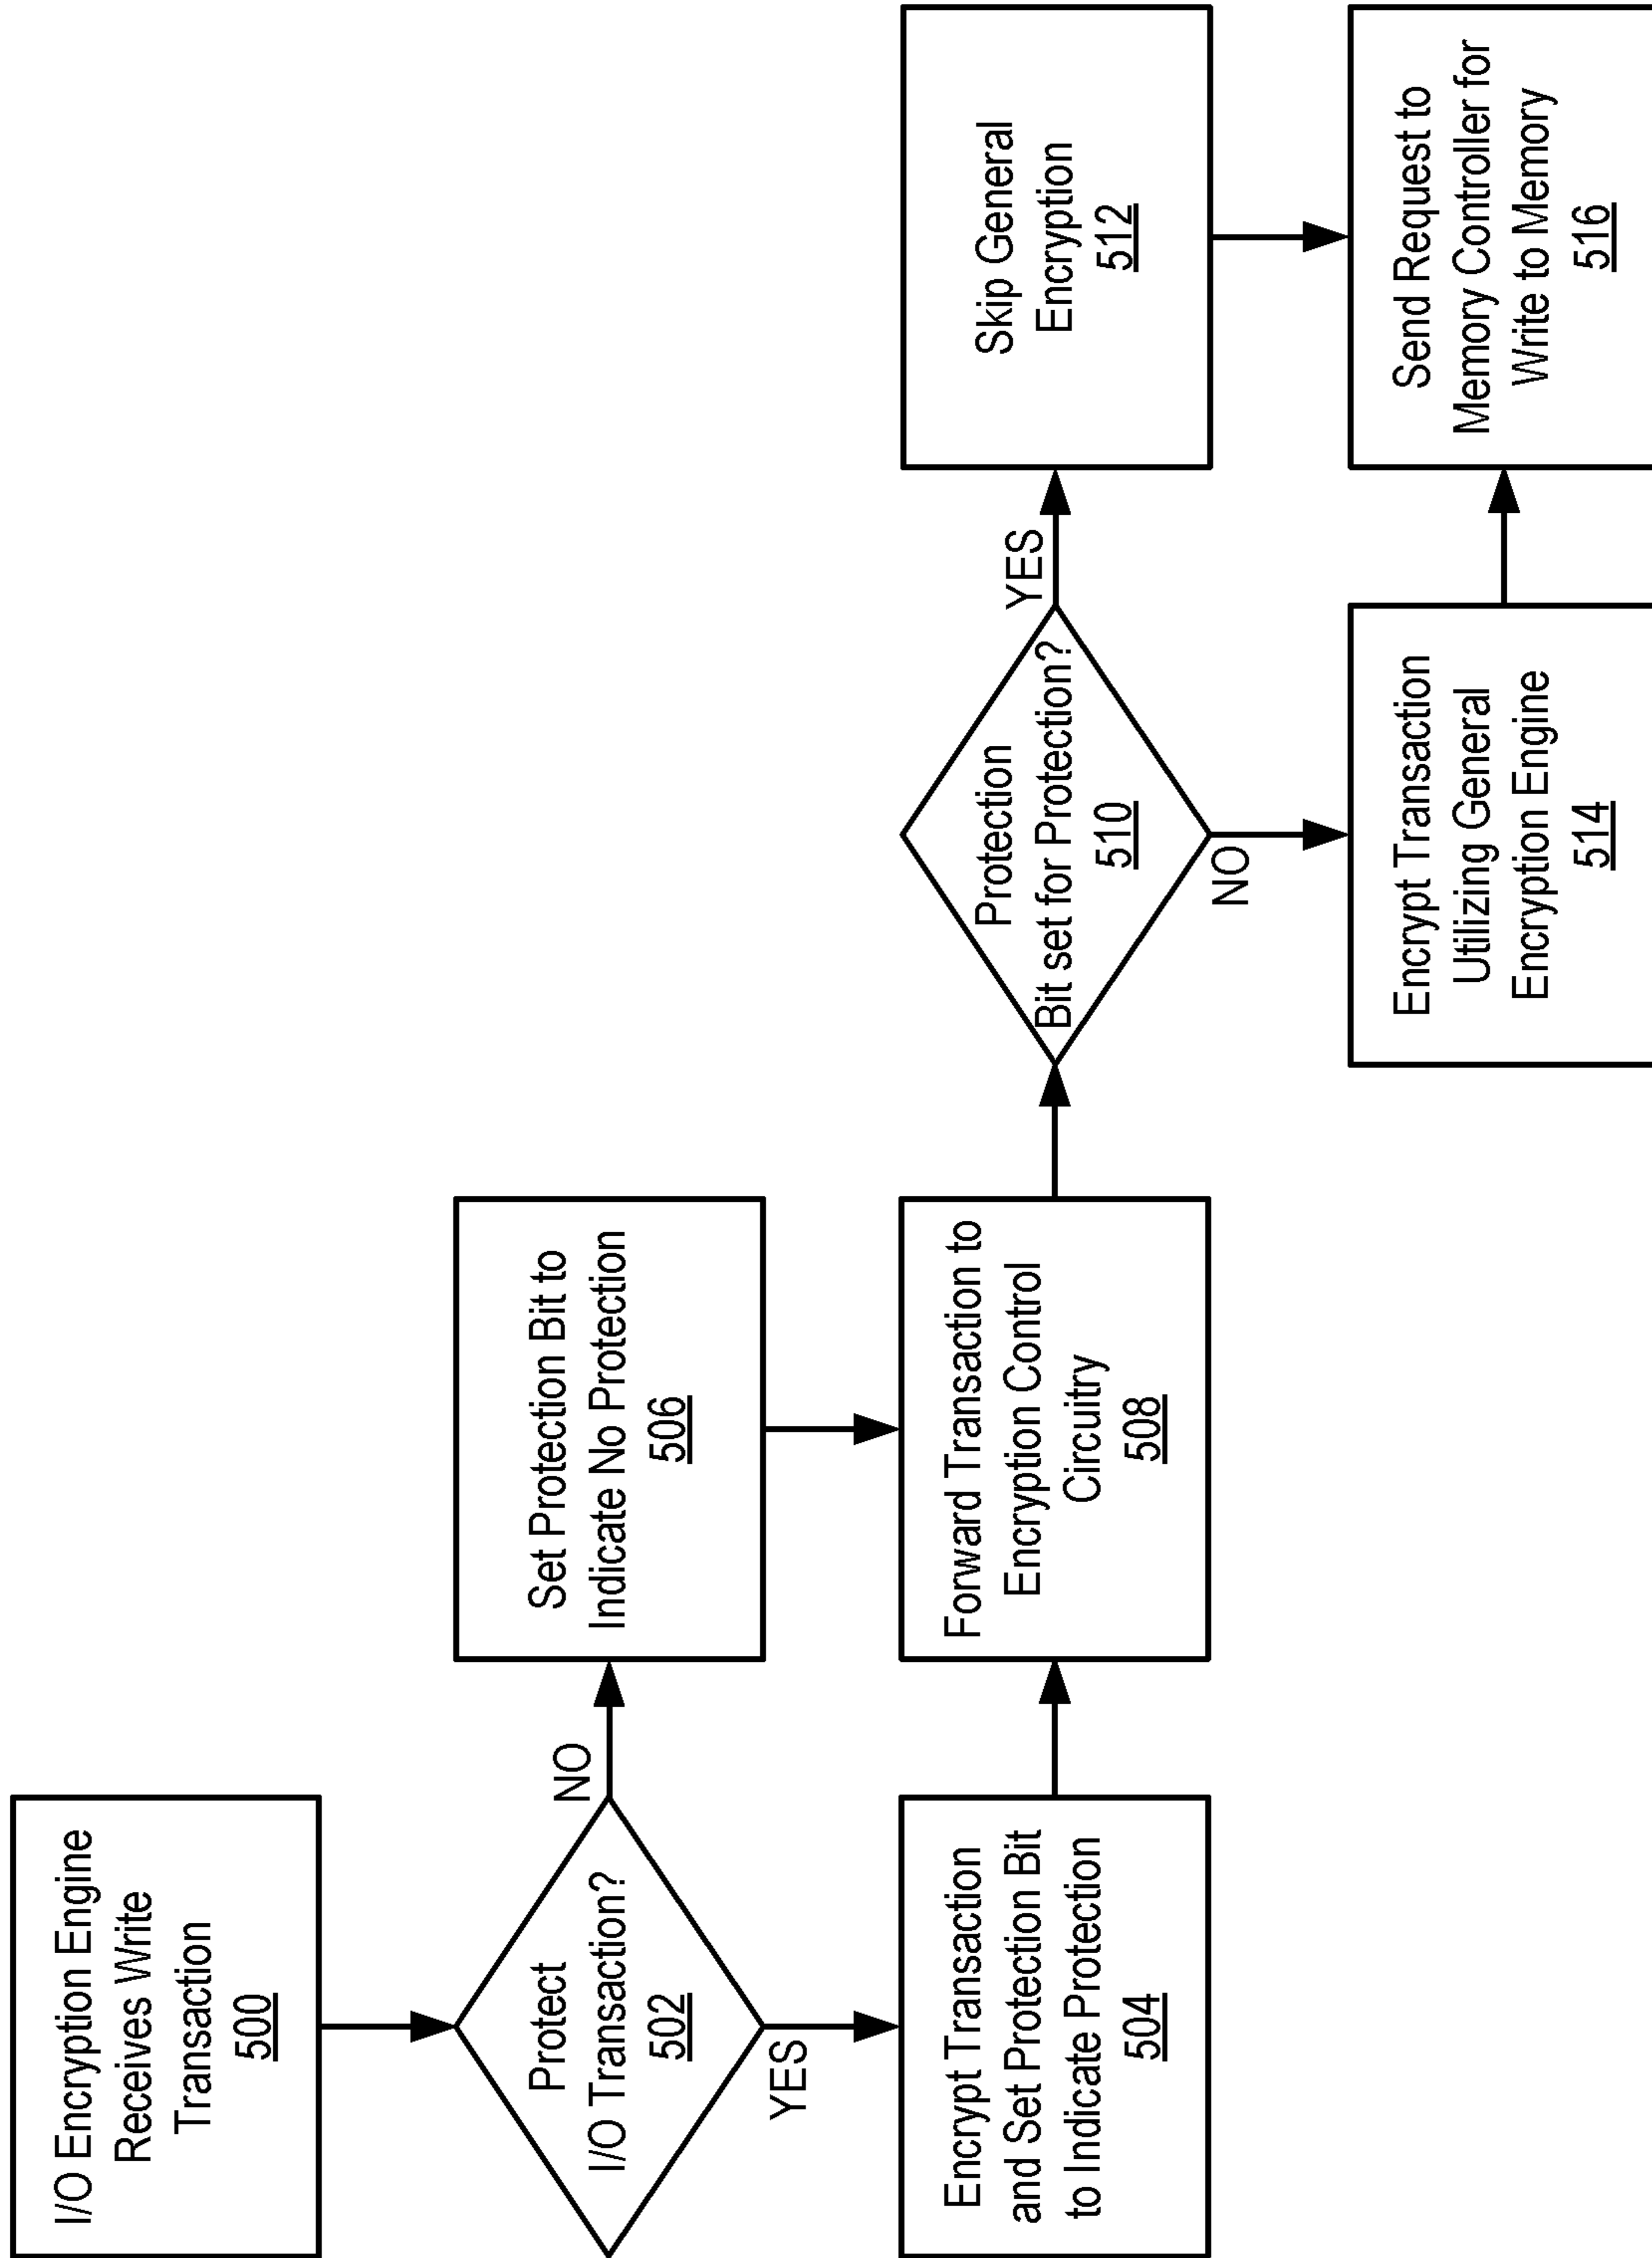 I/O Encryption Engine
Receives Write
Transaction
500
Protect
I/O Transaction?
502
NO
YES
Set Protection Bit to
Indicate No Protection
506
Encrypt Transaction
and Set Protection Bit
to Indicate Protection
504
Forward Transaction to
Encryption Control
Circuitry
508
Protection
Bit set for Protection?
510
YES
NO
Skip General
Encryption
512
Encrypt Transaction
Utilizing General
Encryption Engine
514
Send Request to
Memory Controller for
Write to Memory
516